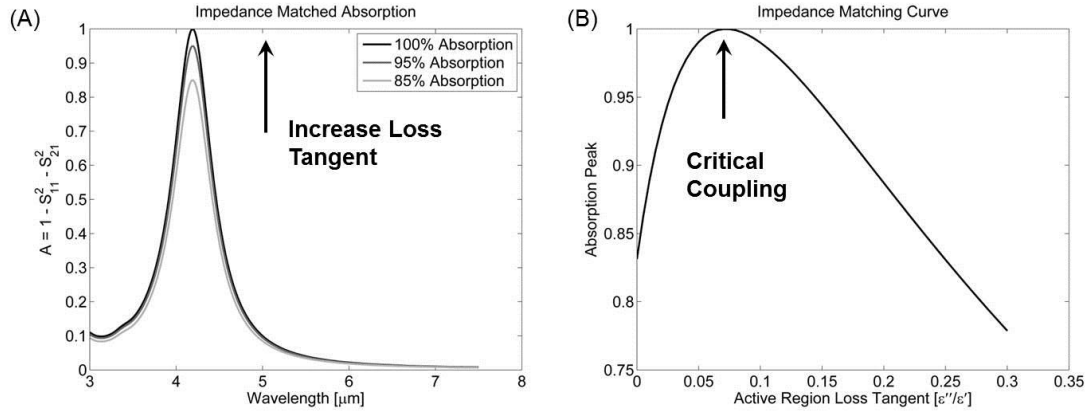 (A)
Impedance Matched Absorption
A = 1 - S²₁₁ - S²₂₁
1
0.9
0.8
0.7
0.6
0.5
0.4
0.3
0.2
0.1
0
3
4
5
6
7
8
Wavelength [μm]
100% Absorption
95% Absorption
85% Absorption
Increase Loss
Tangent
(B)
Impedance Matching Curve
Absorption Peak
1
0.95
0.9
0.85
0.8
0.75
0
0.05
0.1
0.15
0.2
0.25
0.3
0.35
Active Region Loss Tangent [ε''/ε']
Critical
Coupling